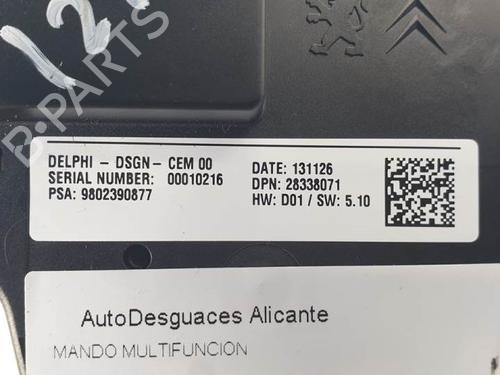 B-PARTS
DELPHI - DSGN - CEM 00
SERIAL NUMBER: 00010216
PSA: 9802390877
DATE: 131126
DPN: 28338071
HW: D01 / SW: 5.10
AutoDesguaces Alicante
MANDO MULTIFUNCION